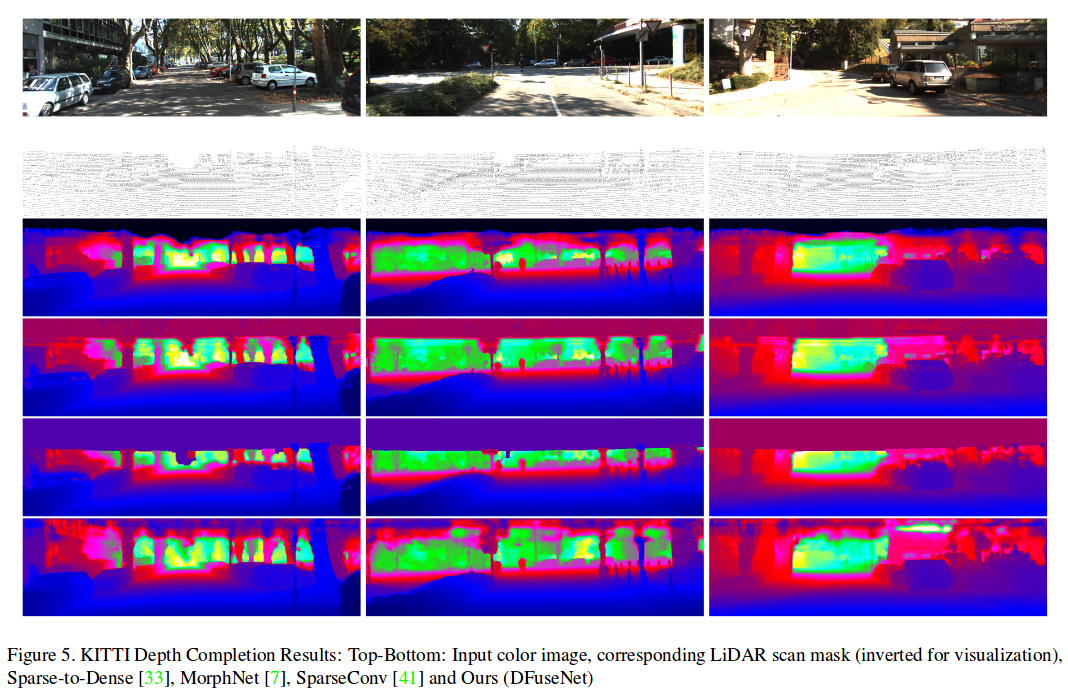 Figure 5. KITTI Depth Completion Results: Top-Bottom: Input color image, corresponding LiDAR scan mask (inverted for visualization),
Sparse-to-Dense [33], MorphNet [7], SparseConv [41] and Ours (DFuseNet)